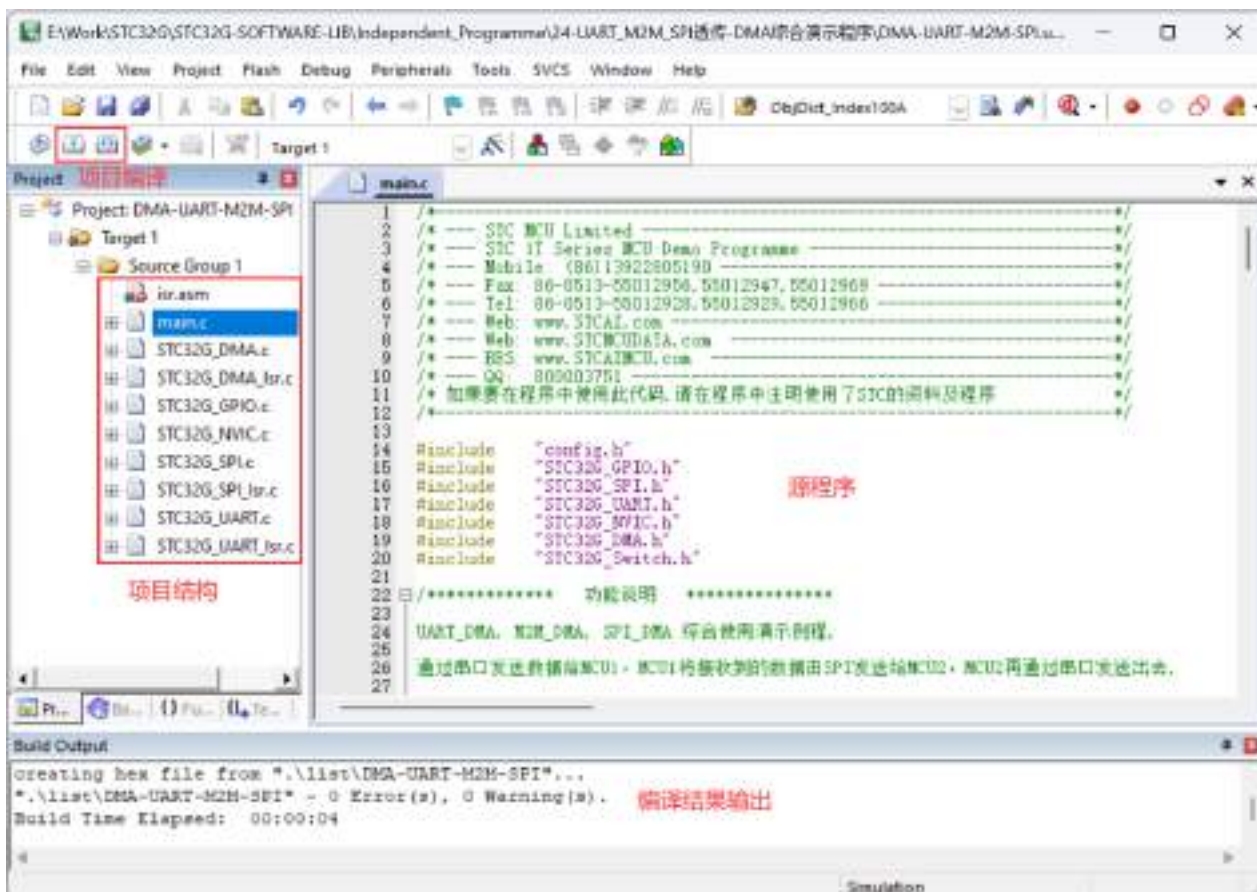 E:\Work\STC32G\STC32G-SOFTWARE-LIB\Independent_Programme\24-UART_M2M_SPI透传-DMA综合演示程序\DMA-UART-M2M-SPI.u...
File Edit View Project Flash Debug Peripherals Tools SVCS Window Help
ObjDict_Index100A
Target 1
Project 项目编译
main.c
Project: DMA-UART-M2M-SPI
Target 1
Source Group 1
isr.asm
main.c
STC32G_DMA.c
STC32G_DMA_Isr.c
STC32G_GPIO.c
STC32G_NVIC.c
STC32G_SPI.c
STC32G_SPI_Isr.c
STC32G_UART.c
STC32G_UART_Isr.c
项目结构
1 /*---------------------------------------------------------------------*/
2 /* --- STC MCU Limited ------------------------------------------------*/
3 /* --- STC 1T Series MCU Demo Programme -------------------------------*/
4 /* --- Mobile: (86)13922805190 ----------------------------------------*/
5 /* --- Fax: 86-0513-55012956,55012947,55012969 ------------------------*/
6 /* --- Tel: 86-0513-55012928,55012929,55012966 ------------------------*/
7 /* --- Web: www.STCAI.com ---------------------------------------------*/
8 /* --- Web: www.STCMCUDATA.com ---------------------------------------*/
9 /* --- BBS: www.STCAIMCU.com -----------------------------------------*/
10 /* --- QQ: 800003751 -------------------------------------------------*/
11 /* 如果要在程序中使用此代码,请在程序中注明使用了STC的资料及程序 */
12 /*---------------------------------------------------------------------*/
13
14 #include "config.h"
15 #include "STC32G_GPIO.h"
16 #include "STC32G_SPI.h"
17 #include "STC32G_UART.h"
18 #include "STC32G_NVIC.h"
19 #include "STC32G_DMA.h"
20 #include "STC32G_Switch.h"
源程序
21
22 /************* 功能说明 ***************
23
24 UART_DMA, M2M_DMA, SPI_DMA 综合使用演示例程.
25
26 通过串口发送数据给MCU1, MCU1将接收到的数据由SPI发送给MCU2, MCU2再通过串口发送出去.
27
Build Output
creating hex file from ".\list\DMA-UART-M2M-SPI"...
".\list\DMA-UART-M2M-SPI" - 0 Error(s), 0 Warning(s).
编译结果输出
Build Time Elapsed: 00:00:04
Simulation